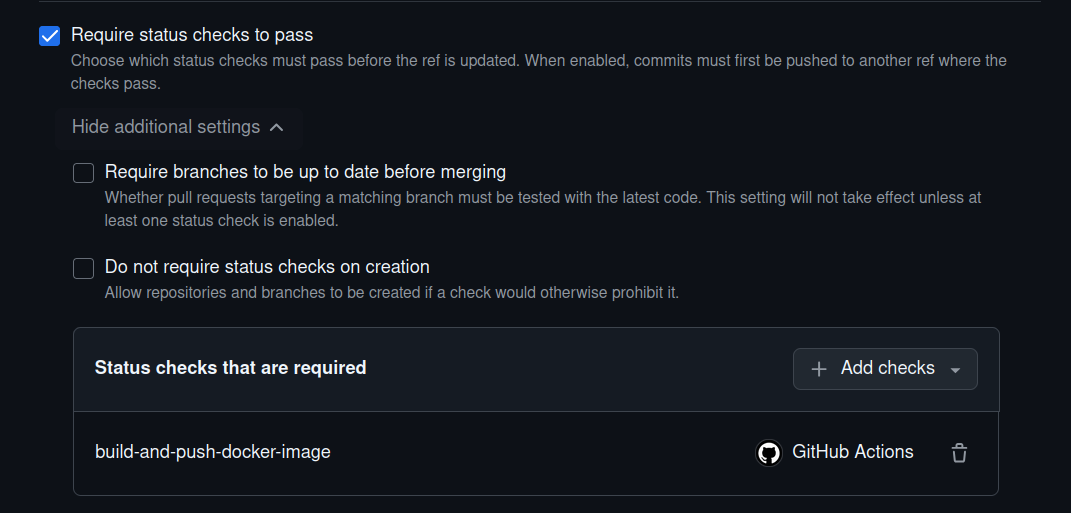 Require status checks to pass
Choose which status checks must pass before the ref is updated. When enabled, commits must first be pushed to another ref where the
checks pass.
Hide additional settings
Require branches to be up to date before merging
Whether pull requests targeting a matching branch must be tested with the latest code. This setting will not take effect unless at
least one status check is enabled.
Do not require status checks on creation
Allow repositories and branches to be created if a check would otherwise prohibit it.
Status checks that are required
Add checks
build-and-push-docker-image
GitHub Actions